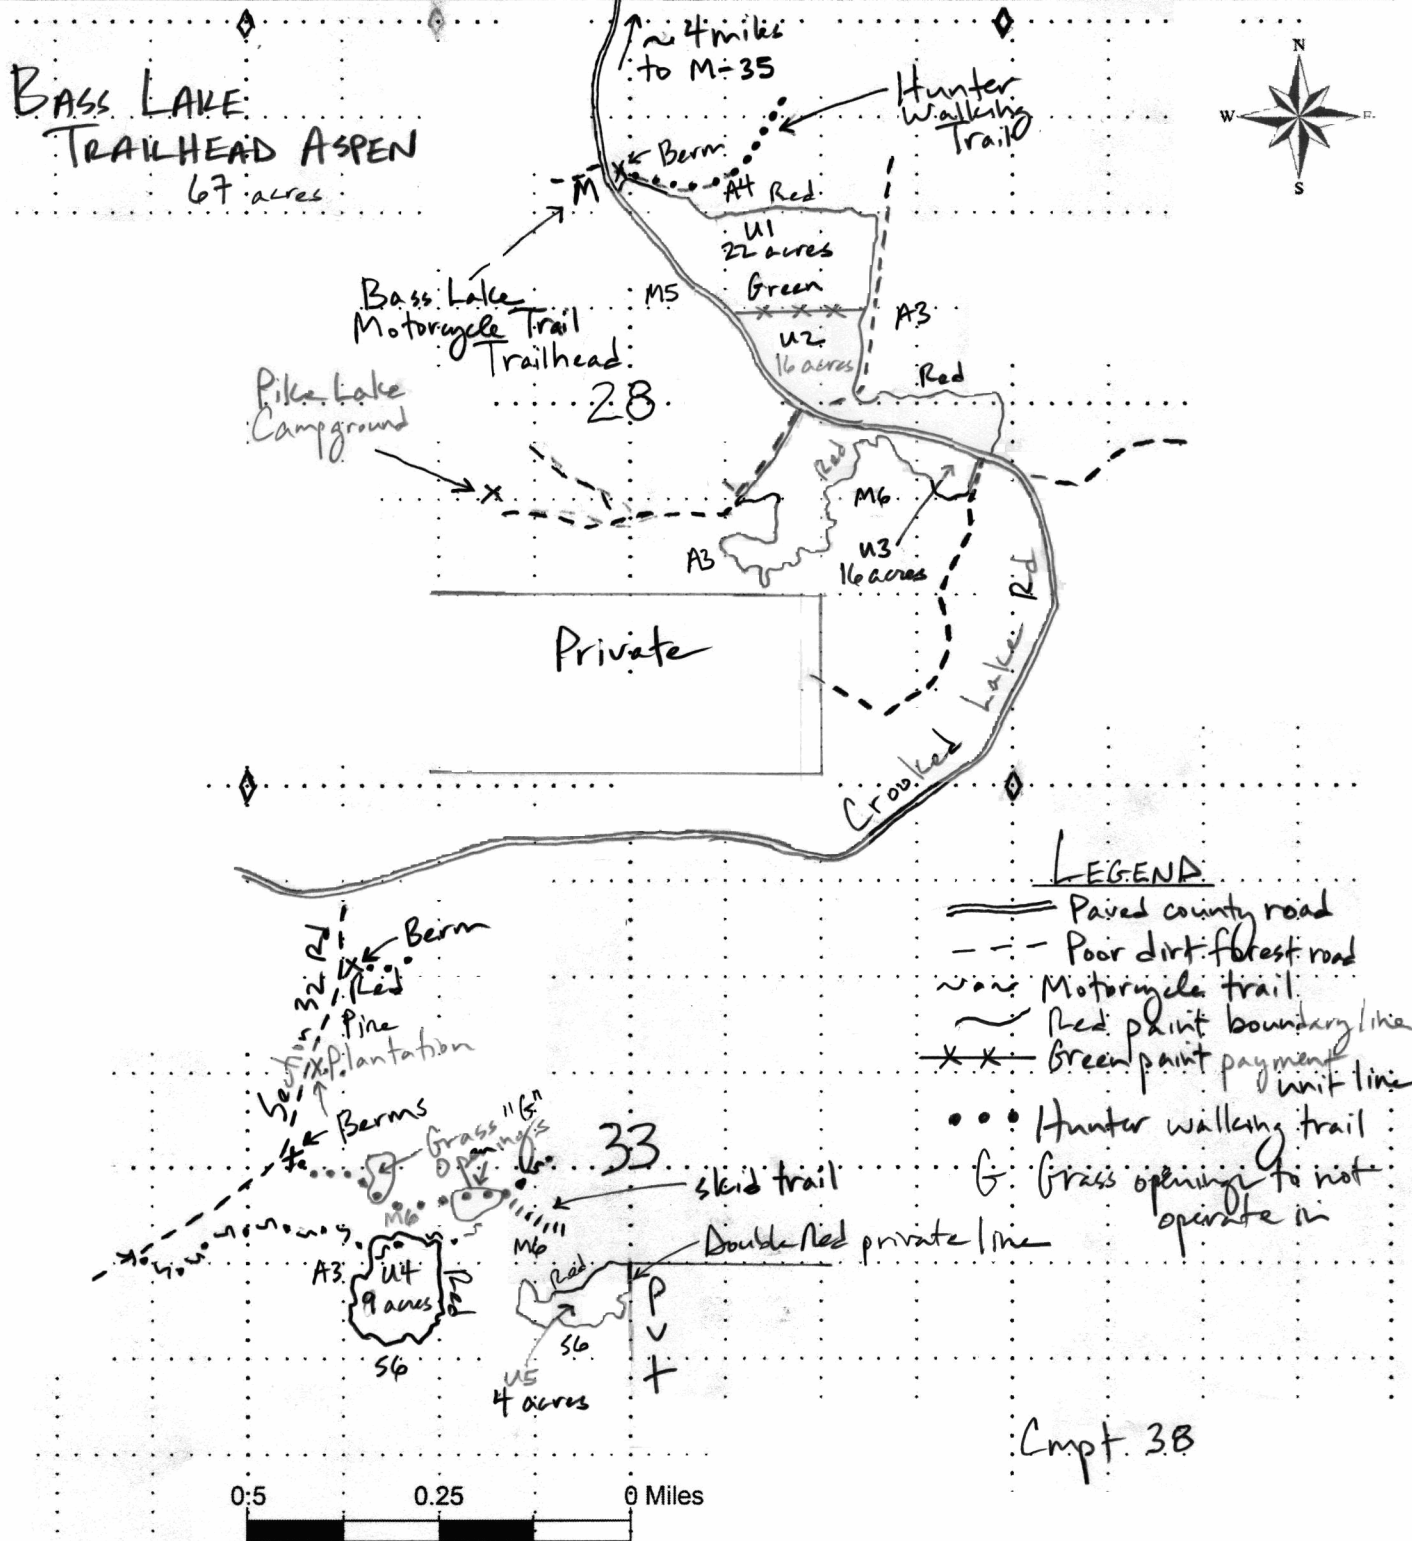 ~ 4 miles
to M-35
BASS LAKE
TRAILHEAD ASPEN
67 acres
Hunter
Walking
Trail
N
W
E
S
Berm
M
A4 Red
U1
22 acres
Green
M5
Bass Lake
Motorcycle Trail
Trailhead
A3
U2
16 acres
Red
Pike Lake
Campground
28
Red
M6
A3
U3
16 acres
Private
Crooked Lake Rd
LEGEND
Paved county road
Poor dirt forest road
Motorcycle trail
Red paint boundary line
Green paint payment
unit line
Hunter walking trail
G Grass openings to not
operate in
Berm
Section 32 Rd
Red
Pine
Plantation
Berms
Grass
Openings
"G"
33
skid trail
M6
M6
Double Red private line
A3
U4
9 acres
Red
Red
S6
S6
U5
4 acres
P
v
t
Cmpt. 38
0.5 0.25 0 Miles